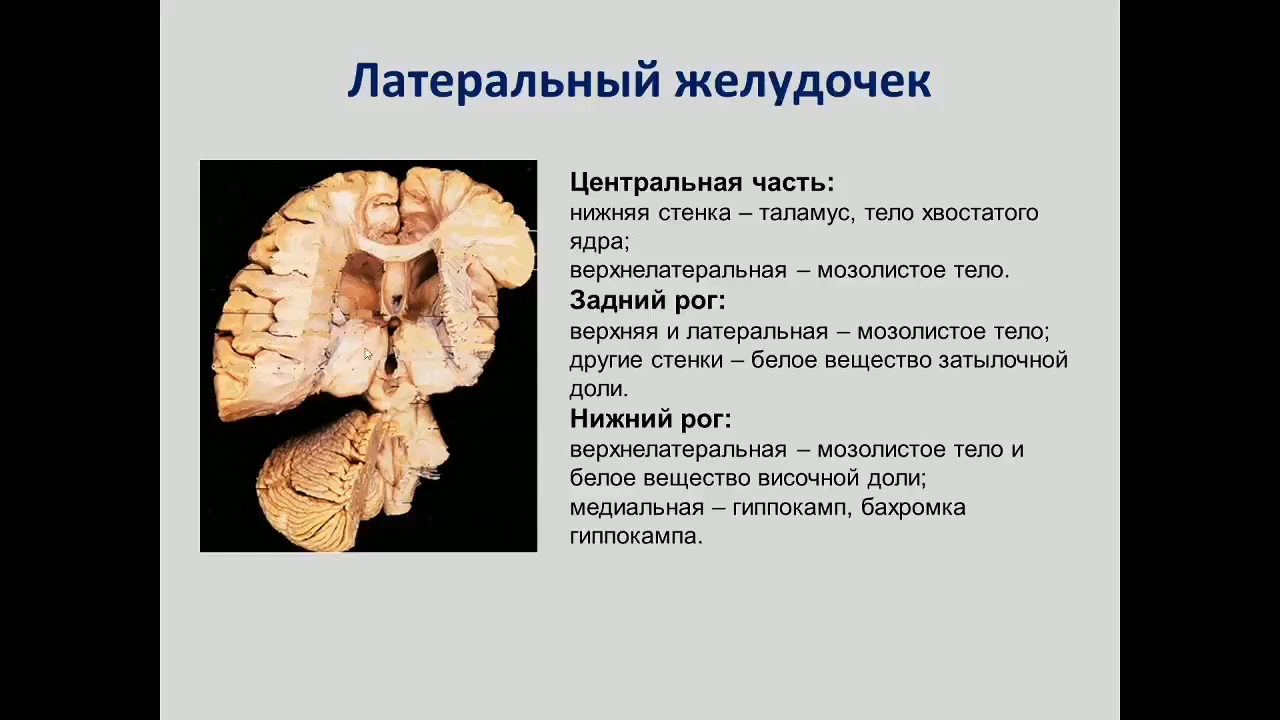 Латеральный желудочек
Центральная часть:
нижняя стенка – таламус, тело хвостатого
ядра;
верхнелатеральная – мозолистое тело.
Задний рог:
верхняя и латеральная – мозолистое тело;
другие стенки – белое вещество затылочной
доли.
Нижний рог:
верхнелатеральная – мозолистое тело и
белое вещество височной доли;
медиальная – гиппокамп, бахромка
гиппокампа.